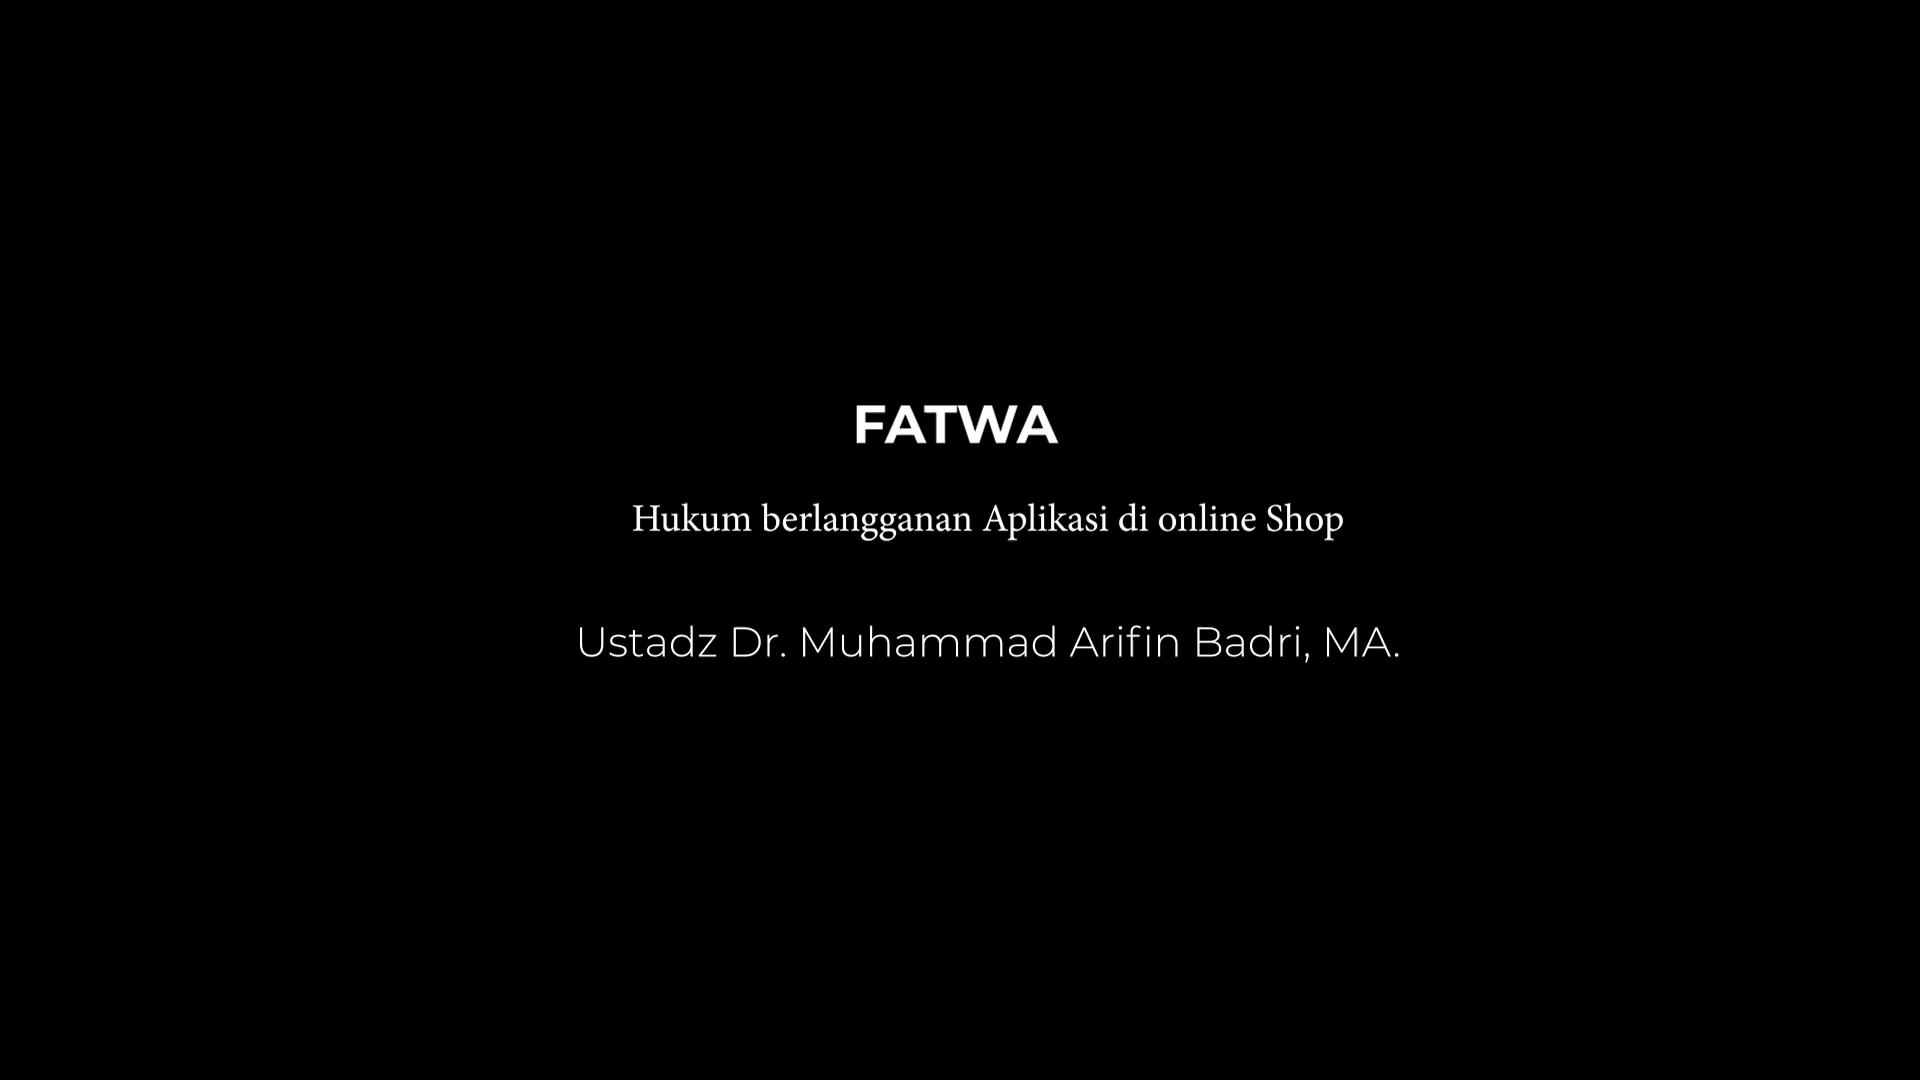 FATWA
Hukum berlangganan Aplikasi di online Shop
Ustadz Dr. Muhammad Arifin Badri, MA.